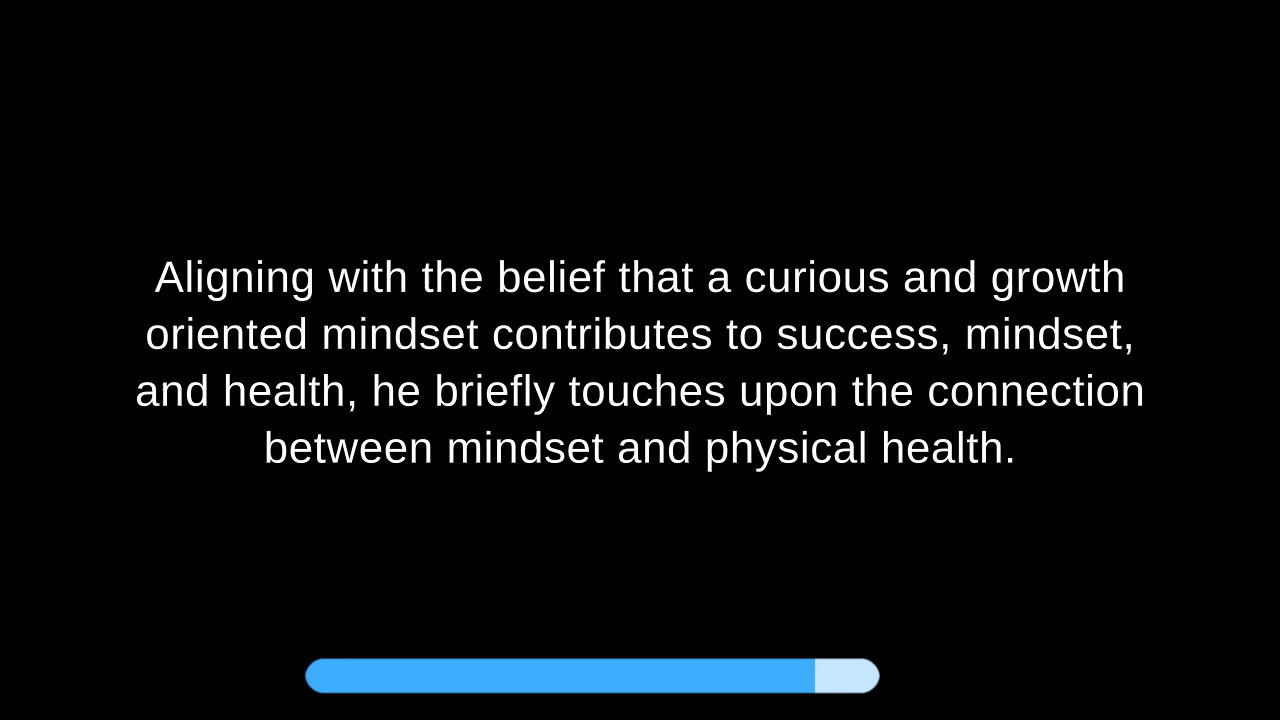 Aligning with the belief that a curious and growth
oriented mindset contributes to success, mindset,
and health, he briefly touches upon the connection
between mindset and physical health.